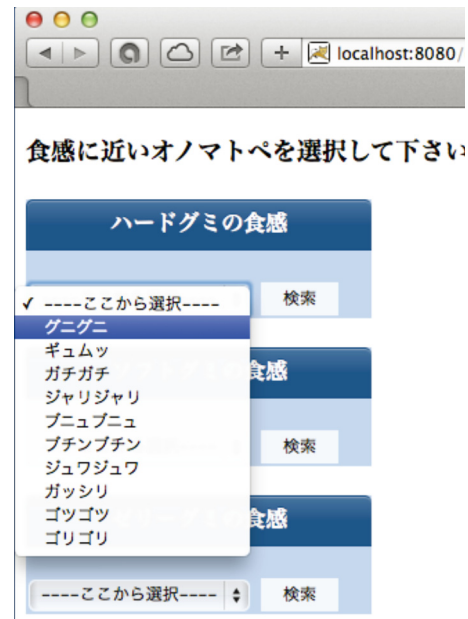 localhost:8080/
食感に近いオノマトペを選択して下さい
ハードグミの食感
✓ ----ここから選択----
検索
グニグニ
ギュムッ
ガチガチ
ジャリジャリ
ブニュブニュ
ブチンブチン
ジュワジュワ
ガッシリ
ゴツゴツ
ゴリゴリ
食感
検索
食感
----ここから選択----
検索